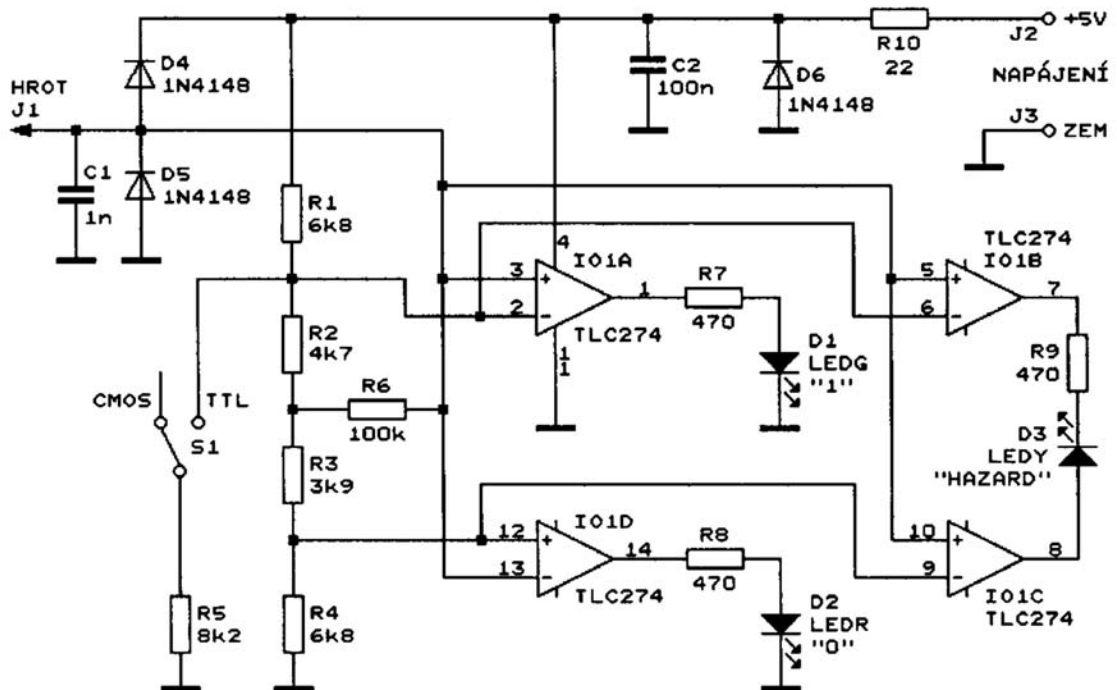 +5V
J2
R10
22
NAPÁJENÍ
J3
ZEM
D4
1N4148
HROT
J1
C2
100n
D6
1N4148
C1
1n
D5
1N4148
R1
6k8
4
IO1A
3
+
2
-
1
TLC274
1
1
R7
470
D1
LEDG
"1"
TLC274
IO1B
5
+
6
-
7
R2
4k7
R9
470
CMOS
TTL
S1
R6
100k
D3
LEDY
"HAZARD"
R3
3k9
12
+
13
-
IO1D
14
TLC274
R8
470
10
+
9
-
8
IO1C
TLC274
R5
8k2
R4
6k8
D2
LEDR
"0"